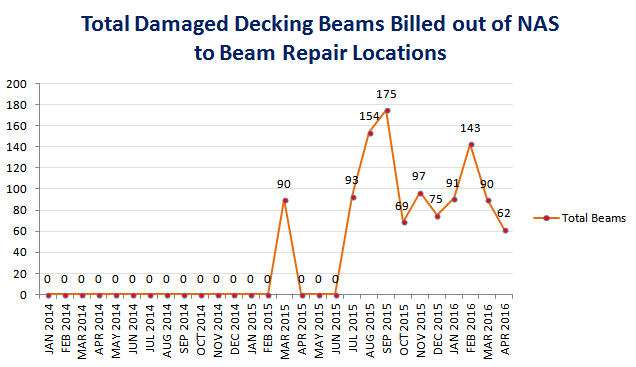 Total Damaged Decking Beams Billed out of NAS
to Beam Repair Locations
200
180
160
140
120
100
80
60
40
20
0
0 0 0 0 0 0 0 0 0 0 0 0 0 0 90 0 0 0 93 154 175 69 97 75 91 143 90 62
JAN 2014
FEB 2014
MAR 2014
APR 2014
MAY 2014
JUN 2014
JUL 2014
AUG 2014
SEP 2014
OCT 2014
NOV 2014
DEC 2014
JAN 2015
FEB 2015
MAR 2015
APR 2015
MAY 2015
JUN 2015
JUL 2015
AUG 2015
SEP 2015
OCT 2015
NOV 2015
DEC 2015
JAN 2016
FEB 2016
MAR 2016
APR 2016
Total Beams